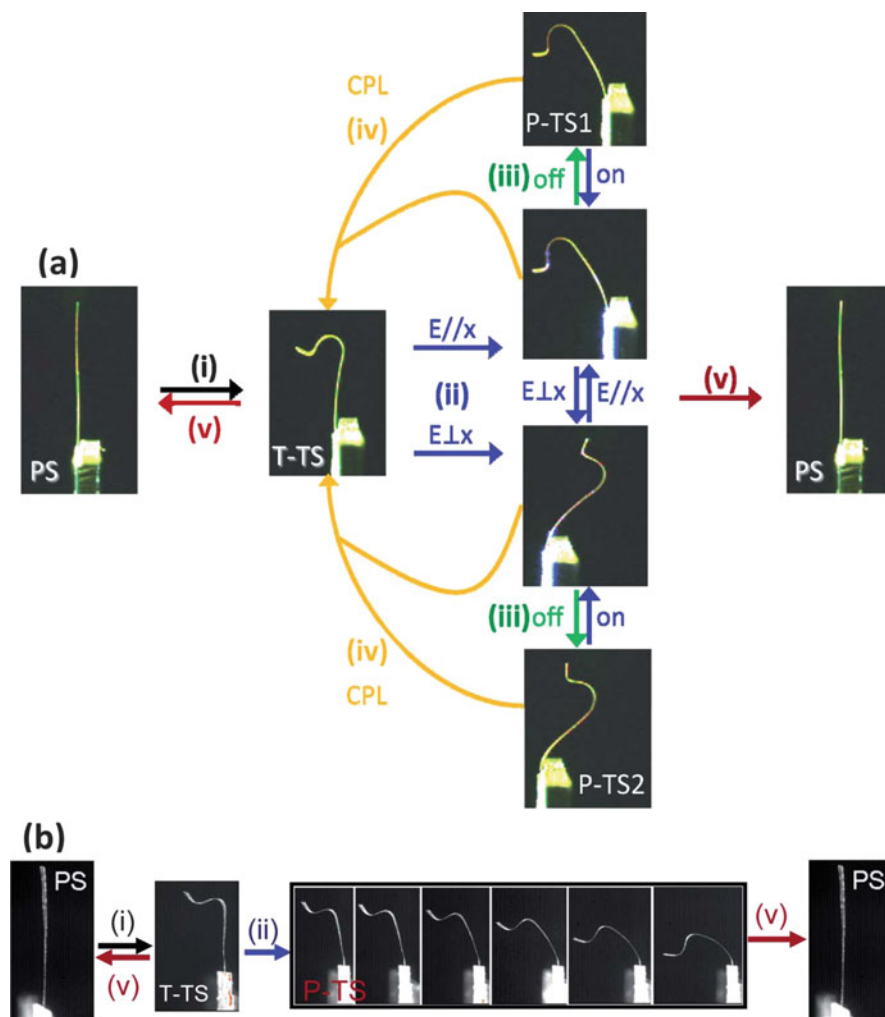 CPL
(iv)
P-TS1
(iii) off
on
(a)
E//x
(i)
(ii)
E⊥x
E//x
(v)
(v)
E⊥x
PS
T-TS
PS
(iii) off
on
(iv)
CPL
P-TS2
(b)
PS
PS
(i)
(ii)
(v)
(v)
T-TS
P-TS